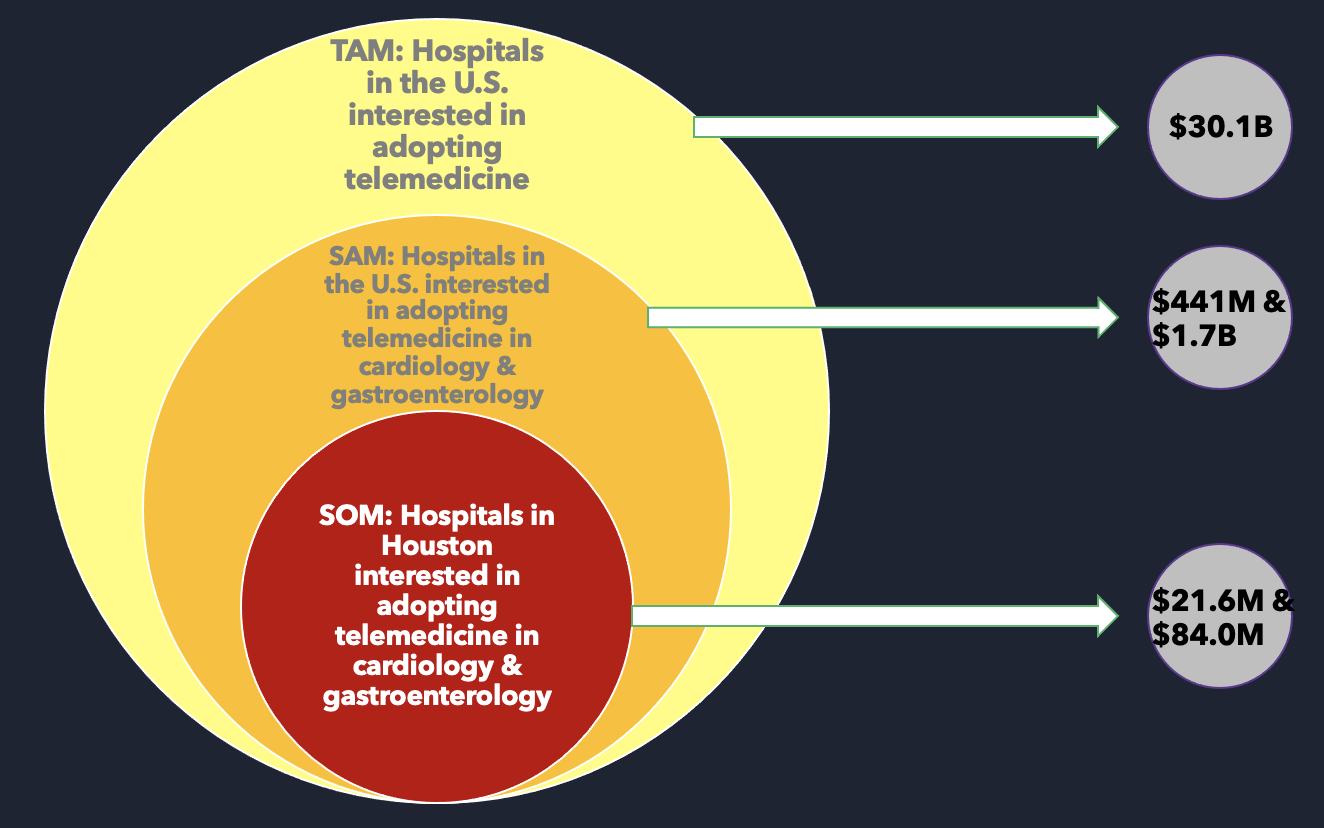 TAM: Hospitals
in the U.S.
interested in
adopting
telemedicine
$30.1B
SAM: Hospitals in
the U.S. interested
in adopting
telemedicine in
cardiology &
gastroenterology
$441M &
$1.7B
SOM: Hospitals in
Houston
interested in
adopting
telemedicine in
cardiology &
gastroenterology
$21.6M &
$84.0M